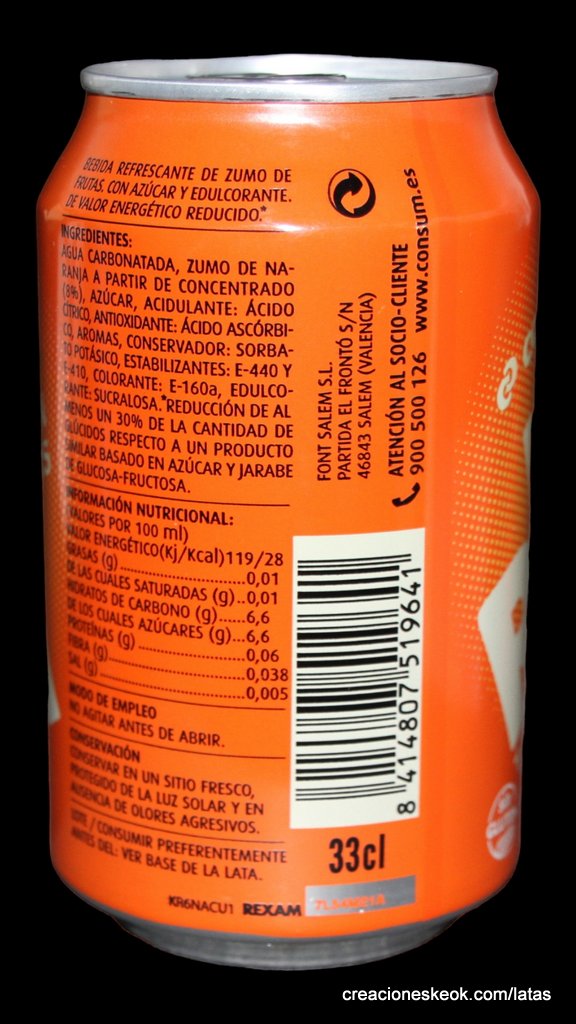 BEBIDA REFRESCANTE DE ZUMO DE
FRUTAS. CON AZÚCAR Y EDULCORANTE.
DE VALOR ENERGÉTICO REDUCIDO.*
INGREDIENTES:
AGUA CARBONATADA, ZUMO DE NA-
RANJA A PARTIR DE CONCENTRADO
(8%), AZÚCAR, ACIDULANTE: ÁCIDO
CÍTRICO, ANTIOXIDANTE: ÁCIDO ASCÓRBI-
CO, AROMAS, CONSERVADOR: SORBA-
TO POTÁSICO, ESTABILIZANTES: E-440 Y
E-410, COLORANTE: E-160a, EDULCO-
RANTE: SUCRALOSA.*REDUCCIÓN DE AL
MENOS UN 30% DE LA CANTIDAD DE
GLÚCIDOS RESPECTO A UN PRODUCTO
SIMILAR BASADO EN AZÚCAR Y JARABE
DE GLUCOSA-FRUCTOSA.
INFORMACIÓN NUTRICIONAL:
(VALORES POR 100 ml)
VALOR ENERGÉTICO(Kj/Kcal)119/28
GRASAS (g)........................0,01
DE LAS CUALES SATURADAS (g)..0,01
HIDRATOS DE CARBONO (g)......6,6
DE LOS CUALES AZÚCARES (g)...6,6
PROTEÍNAS (g)....................0,06
FIBRA (g)..........................0,038
SAL (g)............................0,005
MODO DE EMPLEO
NO AGITAR ANTES DE ABRIR.
CONSERVACIÓN
CONSERVAR EN UN SITIO FRESCO,
PROTEGIDO DE LA LUZ SOLAR Y EN
AUSENCIA DE OLORES AGRESIVOS.
LOTE / CONSUMIR PREFERENTEMENTE
ANTES DEL: VER BASE DE LA LATA.
KR6NACU1 REXAM
FONT SALEM S.L.
PARTIDA EL FRONTÓ S/N
46843 SALEM (VALENCIA)
ATENCIÓN AL SOCIO-CLIENTE
900 500 126 www.consum.es
8 414807 519641
33cl
creacioneskeok.com/latas